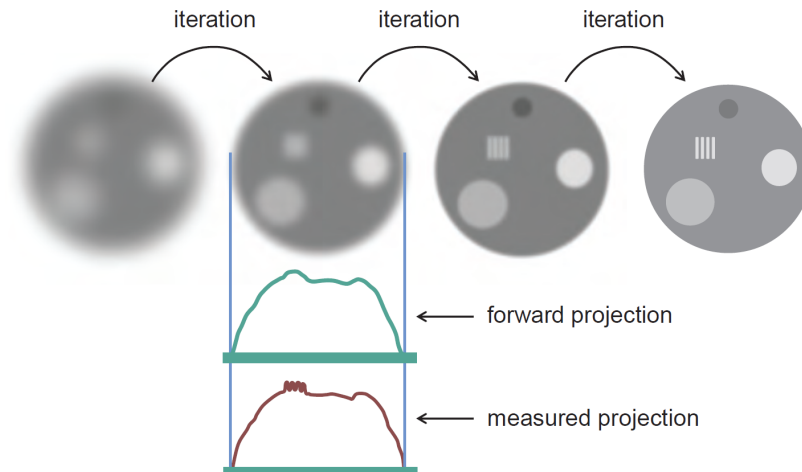 iteration
iteration
iteration
forward projection
measured projection